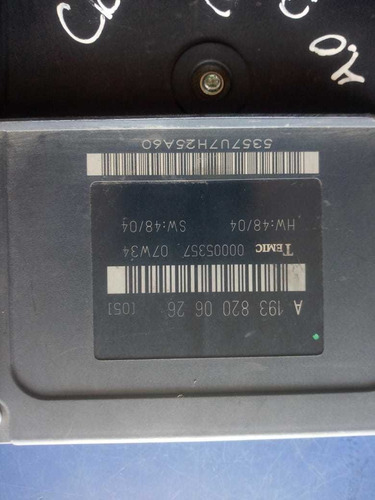 A 193 820 06 26 [05]
TEMIC 00005357 07W34
HW:48/04 SW:48/04
5357U7H25A60